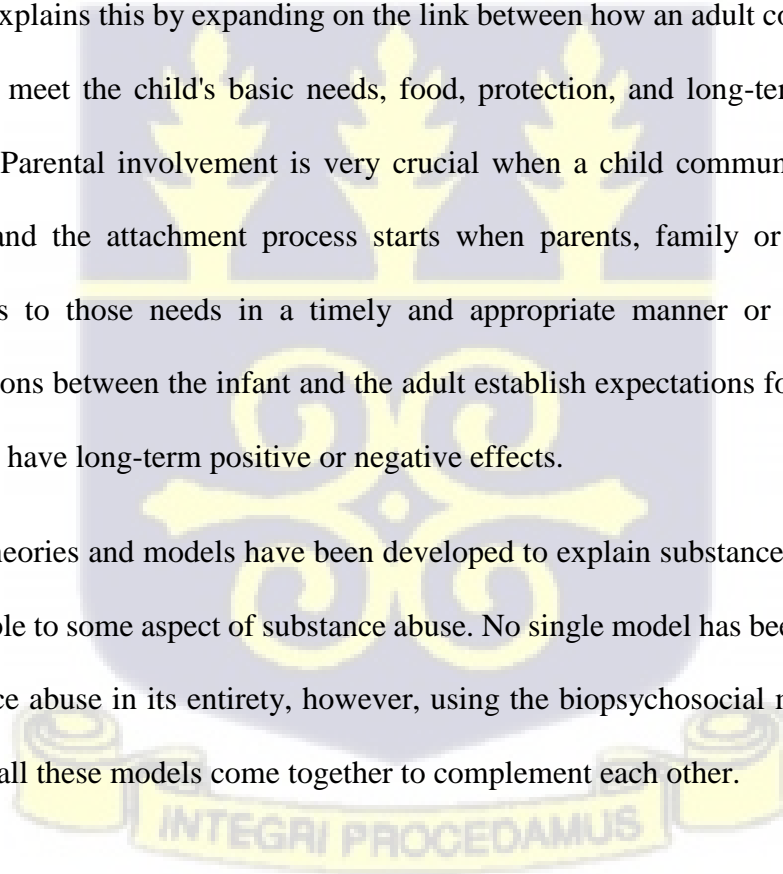 xplains this by expanding on the link between how an adult co
meet the child's basic needs, food, protection, and long-ter
Parental involvement is very crucial when a child commun
and the attachment process starts when parents, family or
s to those needs in a timely and appropriate manner or
ons between the infant and the adult establish expectations fo
have long-term positive or negative effects.
heories and models have been developed to explain substance
ble to some aspect of substance abuse. No single model has bee
ce abuse in its entirety, however, using the biopsychosocial
all these models come together to complement each other.
INTEGRI PROCEDAMUS